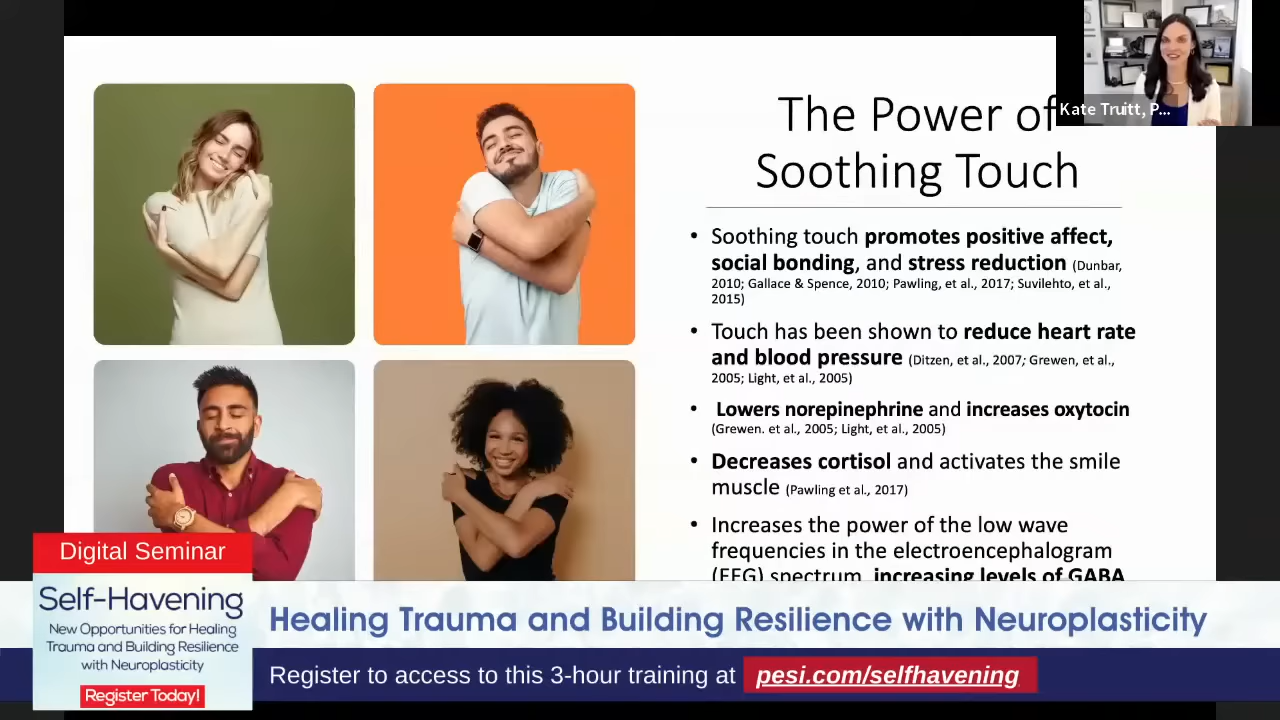 Kate Truitt, P...
The Power of
Soothing Touch
• Soothing touch promotes positive affect,
social bonding, and stress reduction (Dunbar,
2010; Gallace & Spence, 2010; Pawling, et al., 2017; Suvilehto, et al.,
2015)
• Touch has been shown to reduce heart rate
and blood pressure (Ditzen, et al., 2007; Grewen, et al.,
2005; Light, et al., 2005)
• Lowers norepinephrine and increases oxytocin
(Grewen. et al., 2005; Light, et al., 2005)
• Decreases cortisol and activates the smile
muscle (Pawling et al., 2017)
• Increases the power of the low wave
frequencies in the electroencephalogram
(EEG) spectrum, increasing levels of GABA
Digital Seminar
Self-Havening
New Opportunities for Healing
Trauma and Building Resilience
with Neuroplasticity
Register Today!
Healing Trauma and Building Resilience with Neuroplasticity
Register to access to this 3-hour training at pesi.com/selfhavening